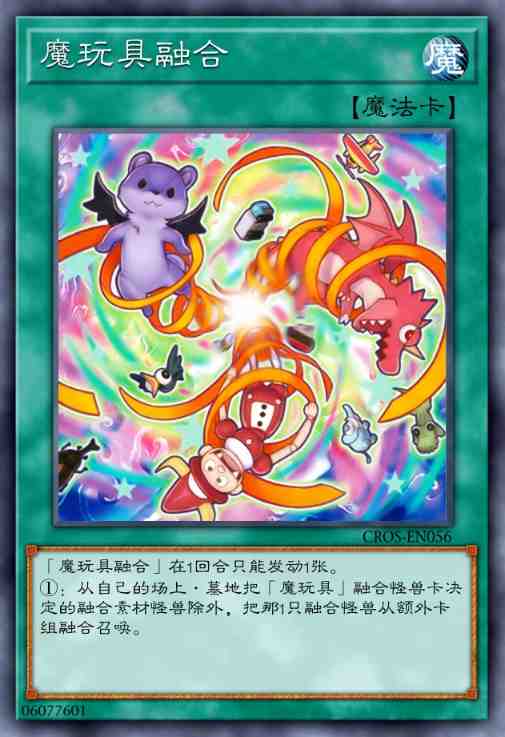 魔玩具融合
魔
【魔法卡】
CROS-EN056
「魔玩具融合」在1回合只能发动1张。
①：从自己的场上·墓地把「魔玩具」融合怪兽卡决
定的融合素材怪兽除外，把那1只融合怪兽从额外卡
组融合召唤。
06077601